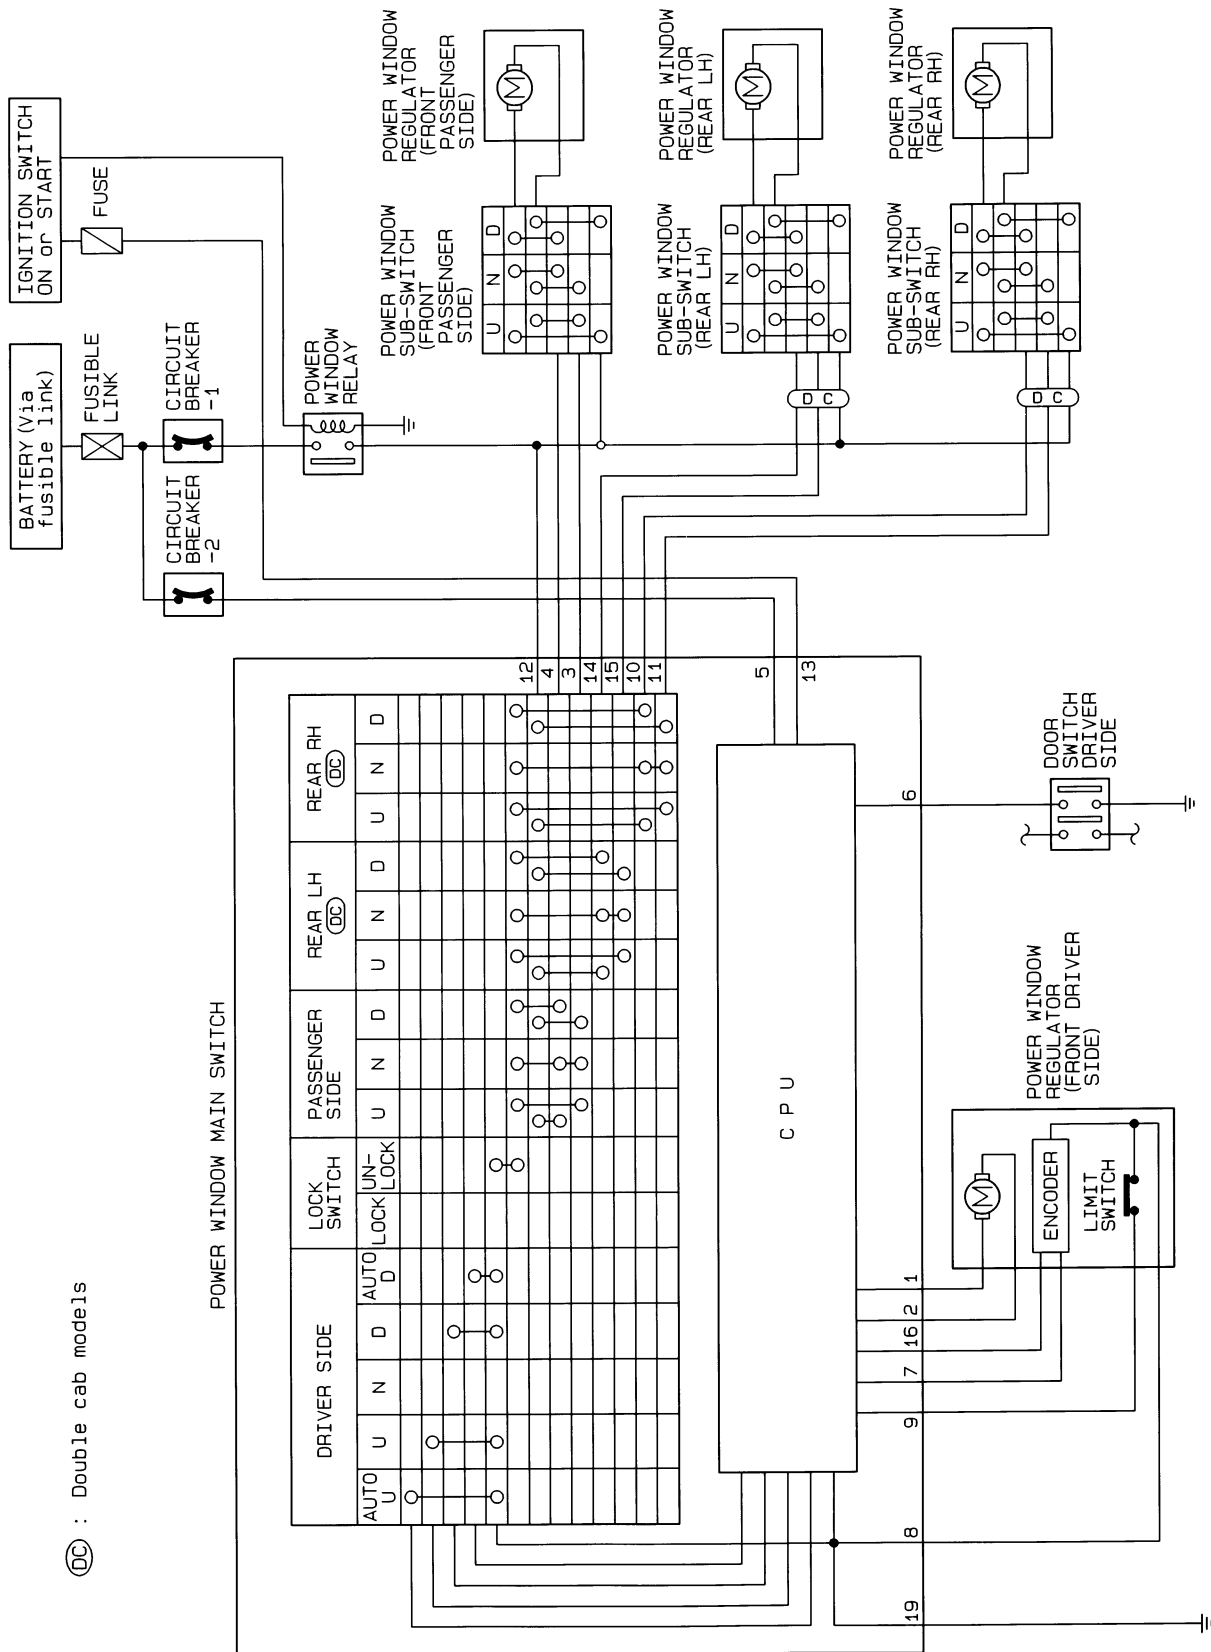 DC : Double cab models
BATTERY (Via
fusible link)
IGNITION SWITCH
ON or START
FUSIBLE
LINK
FUSE
CIRCUIT
BREAKER
-2
CIRCUIT
BREAKER
-1
POWER
WINDOW
RELAY
POWER WINDOW MAIN SWITCH
DRIVER SIDE
LOCK
SWITCH
PASSENGER
SIDE
REAR LH
DC
REAR RH
DC
AUTO
U
U
N
D
AUTO
D
LOCK
UN-
LOCK
U
N
D
U
N
D
U
N
D
12
4
3
14
15
10
11
5
13
CPU
19
8
9
7
16
2
1
6
POWER WINDOW
SUB-SWITCH
(FRONT
PASSENGER
SIDE)
U
N
D
POWER WINDOW
REGULATOR
(FRONT
PASSENGER
SIDE)
M
POWER WINDOW
SUB-SWITCH
(REAR LH)
U
N
D
DC
POWER WINDOW
REGULATOR
(REAR LH)
M
POWER WINDOW
SUB-SWITCH
(REAR RH)
U
N
D
DC
POWER WINDOW
REGULATOR
(REAR RH)
M
POWER WINDOW
REGULATOR
(FRONT DRIVER
SIDE)
M
ENCODER
LIMIT
SWITCH
DOOR
SWITCH
DRIVER
SIDE